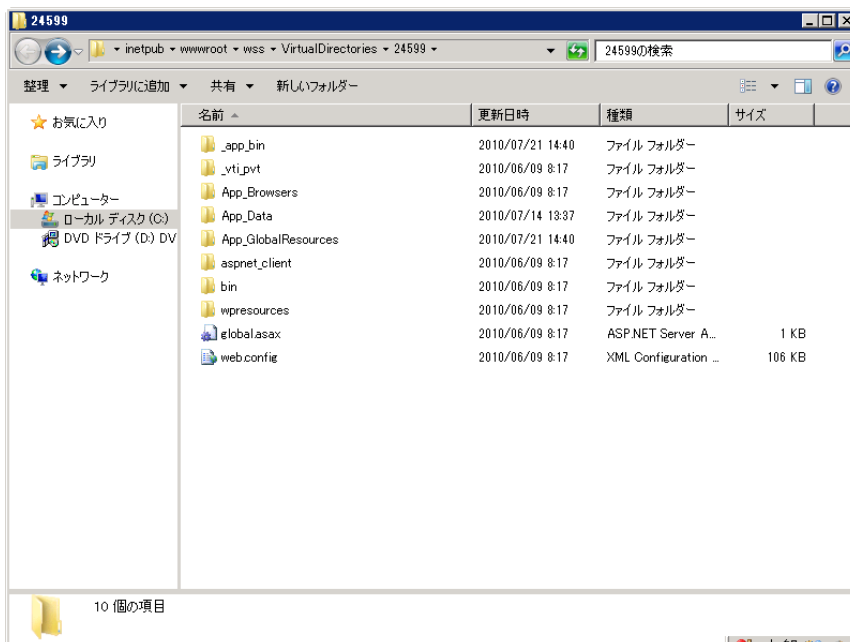 24599
inetpub wwwroot wss VirtualDirectories 24599 24599の検索
整理 ライブラリに追加 共有 新しいフォルダー
お気に入り
ライブラリ
コンピューター
ローカル ディスク (C:)
DVD ドライブ (D:) DV
ネットワーク
名前 更新日時 種類 サイズ
_app_bin 2010/07/21 14:40 ファイル フォルダー
_vti_pvt 2010/06/09 8:17 ファイル フォルダー
App_Browsers 2010/06/09 8:17 ファイル フォルダー
App_Data 2010/07/14 13:37 ファイル フォルダー
App_GlobalResources 2010/07/21 14:40 ファイル フォルダー
aspnet_client 2010/06/09 8:17 ファイル フォルダー
bin 2010/06/09 8:17 ファイル フォルダー
wpresources 2010/06/09 8:17 ファイル フォルダー
global.asax 2010/06/09 8:17 ASP.NET Server A... 1 KB
web.config 2010/06/09 8:17 XML Configuration ... 106 KB
10 個の項目